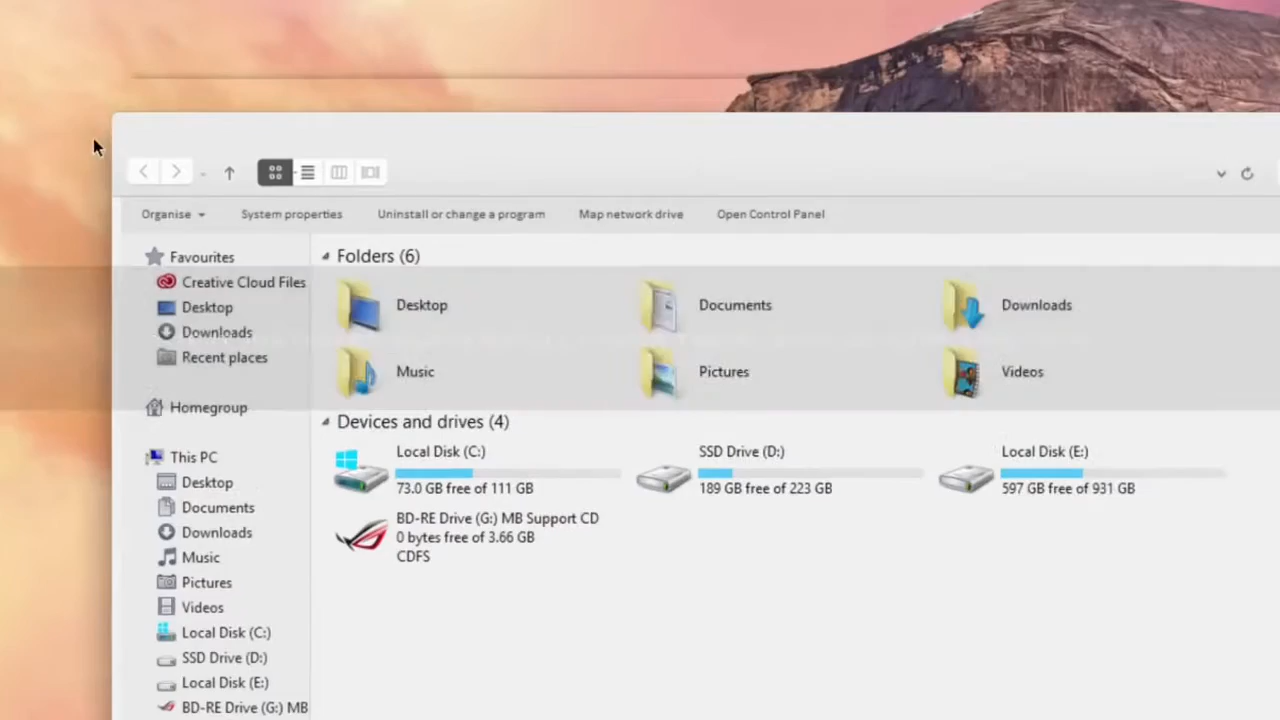 Organise
System properties
Uninstall or change a program
Map network drive
Open Control Panel
Favourites
Creative Cloud Files
Desktop
Downloads
Recent places
Homegroup
This PC
Desktop
Documents
Downloads
Music
Pictures
Videos
Local Disk (C:)
SSD Drive (D:)
Local Disk (E:)
BD-RE Drive (G:) MB
Folders (6)
Desktop
Documents
Downloads
Music
Pictures
Videos
Devices and drives (4)
Local Disk (C:)
73.0 GB free of 111 GB
SSD Drive (D:)
189 GB free of 223 GB
Local Disk (E:)
597 GB free of 931 GB
BD-RE Drive (G:) MB Support CD
0 bytes free of 3.66 GB
CDFS